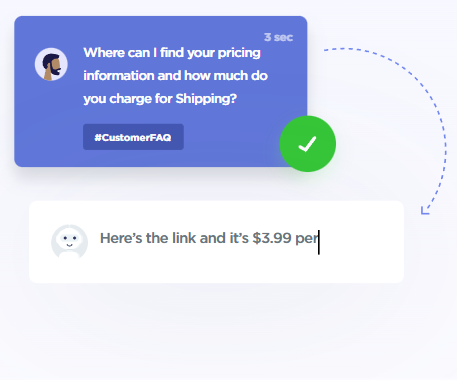 3 sec
Where can I find your pricing
information and how much do
you charge for Shipping?
#CustomerFAQ
Here’s the link and it’s $3.99 per